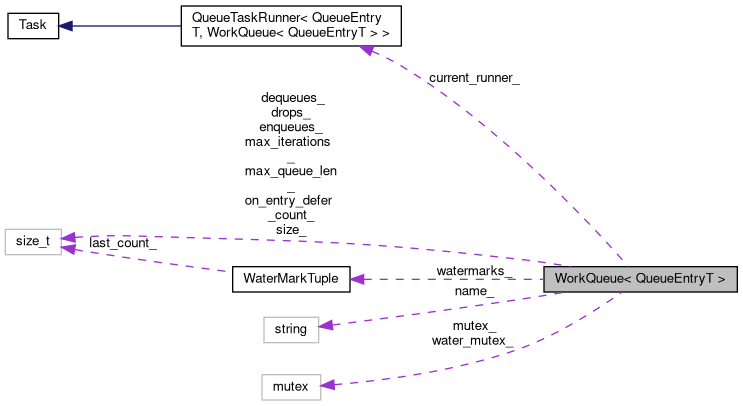 Task
QueueTaskRunner< QueueEntry
T, WorkQueue< QueueEntryT > >
current_runner_
dequeues_
drops_
enqueues_
max_iterations
_
max_queue_len
_
on_entry_defer
_count_
size_
size_t
last_count_
WaterMarkTuple
watermarks_
WorkQueue< QueueEntryT >
name_
string
mutex_
water_mutex_
mutex